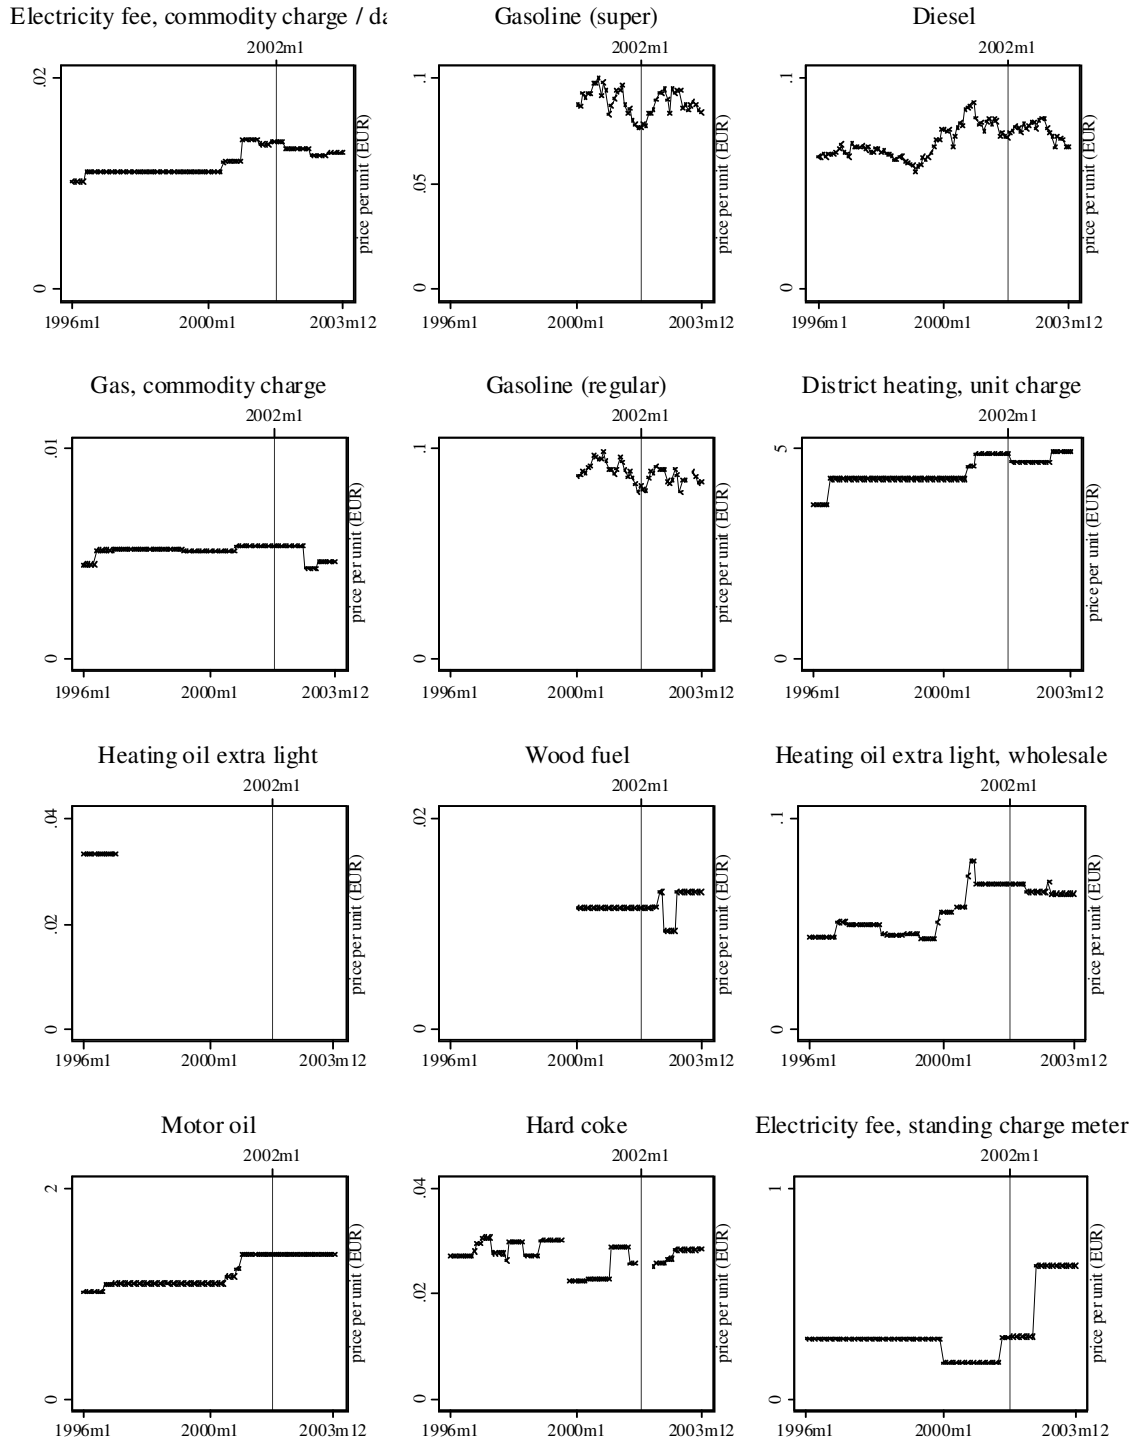 Electricity fee, commodity charge / da
2002m1
.02
0
1996m1 2000m1 2003m12
Gasoline (super)
2002m1
price per unit (EUR)
.1
.05
0
1996m1 2000m1 2003m12
Diesel
2002m1
price per unit (EUR)
.1
0
1996m1 2000m1 2003m12
Gas, commodity charge
2002m1
.01
0
1996m1 2000m1 2003m12
Gasoline (regular)
2002m1
price per unit (EUR)
.1
0
1996m1 2000m1 2003m12
District heating, unit charge
2002m1
price per unit (EUR)
5
0
1996m1 2000m1 2003m12
price per unit (EUR)
Heating oil extra light
2002m1
.04
.02
0
1996m1 2000m1 2003m12
Wood fuel
2002m1
price per unit (EUR)
.02
0
1996m1 2000m1 2003m12
Heating oil extra light, wholesale
2002m1
price per unit (EUR)
.1
0
1996m1 2000m1 2003m12
price per unit (EUR)
Motor oil
2002m1
2
0
1996m1 2000m1 2003m12
Hard coke
2002m1
price per unit (EUR)
.04
.02
0
1996m1 2000m1 2003m12
Electricity fee, standing charge meter
2002m1
price per unit (EUR)
1
0
1996m1 2000m1 2003m12
price per unit (EUR)